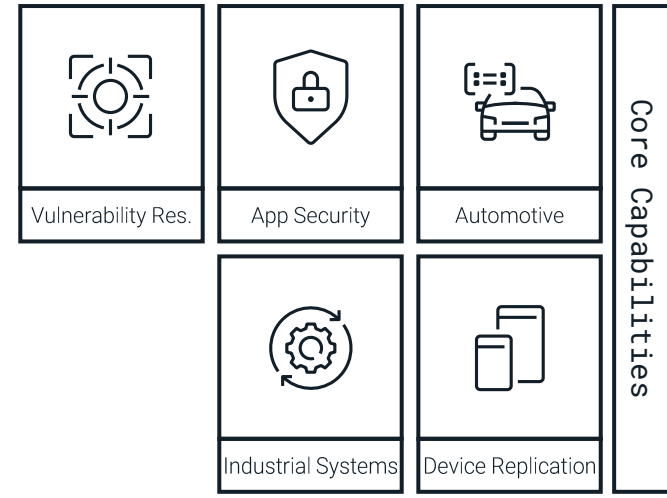 Vulnerability Res.
App Security
Automotive
Industrial Systems
Device Replication
Core Capabilities